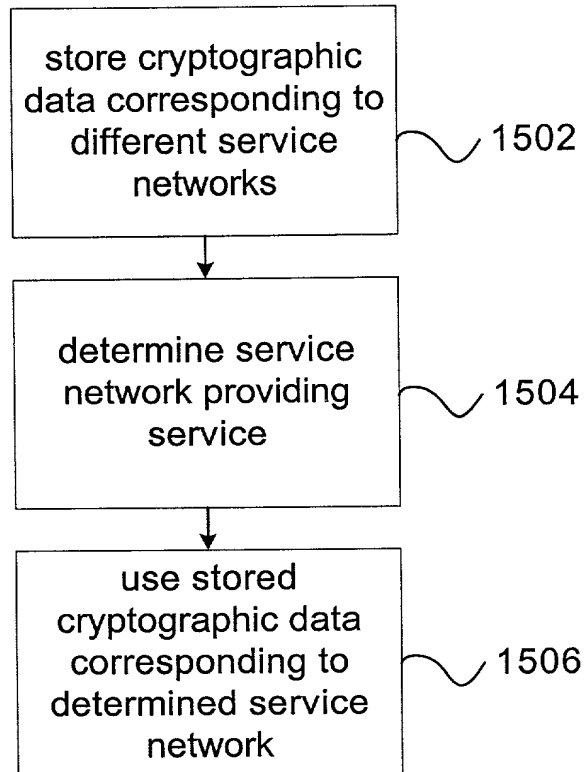 store cryptographic
data corresponding to
different service
networks
1502
determine service
network providing
service
1504
use stored
cryptographic data
corresponding to
determined service
network
1506